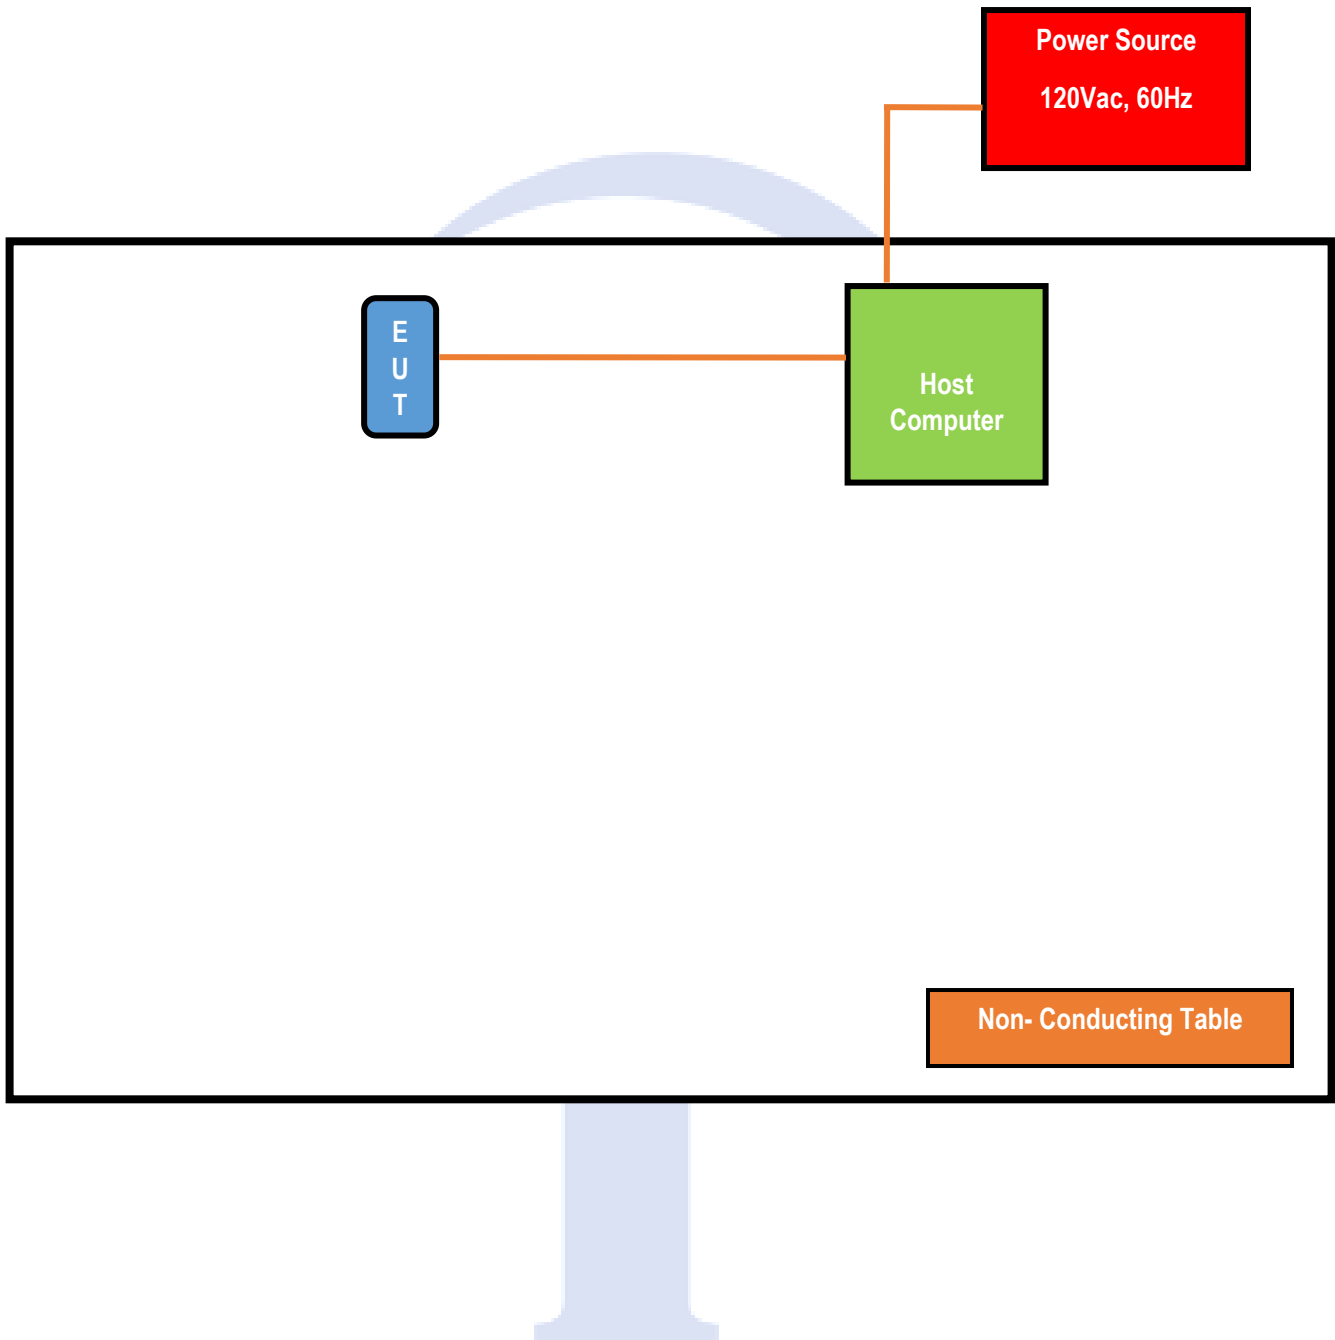 Power Source
120Vac, 60Hz
E
U
T
Host
Computer
Non- Conducting Table